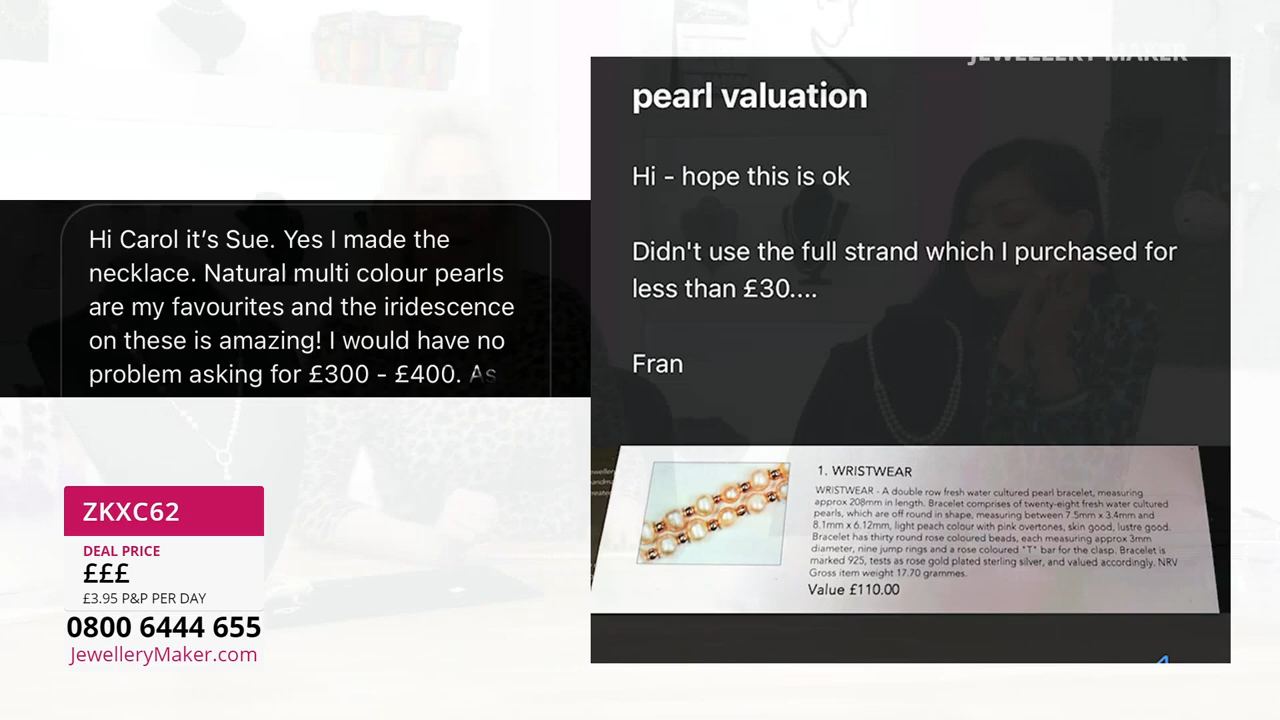 JEWELLERY MAKER
pearl valuation
Hi - hope this is ok
Didn't use the full strand which I purchased for
less than £30....
Fran
Hi Carol it's Sue. Yes I made the
necklace. Natural multi colour pearls
are my favourites and the iridescence
on these is amazing! I would have no
problem asking for £300 - £400. As
1. WRISTWEAR
WRISTWEAR - A double row fresh water cultured pearl bracelet, measuring
approx 208mm in length. Bracelet comprises of twenty-eight fresh water cultured
pearls, which are off round in shape, measuring between 7.5mm x 3.4mm and
8.1mm x 6.12mm, light peach colour with pink overtones, skin good, lustre good.
Bracelet has thirty round rose coloured beads, each measuring approx 3mm
diameter, nine jump rings and a rose coloured "T" bar for the clasp. Bracelet is
marked 925, tests as rose gold plated sterling silver, and valued accordingly. NRV
Gross item weight 17.70 grammes.
Value £110.00
ZKXC62
DEAL PRICE
£££
£3.95 P&P PER DAY
0800 6444 655
JewelleryMaker.com